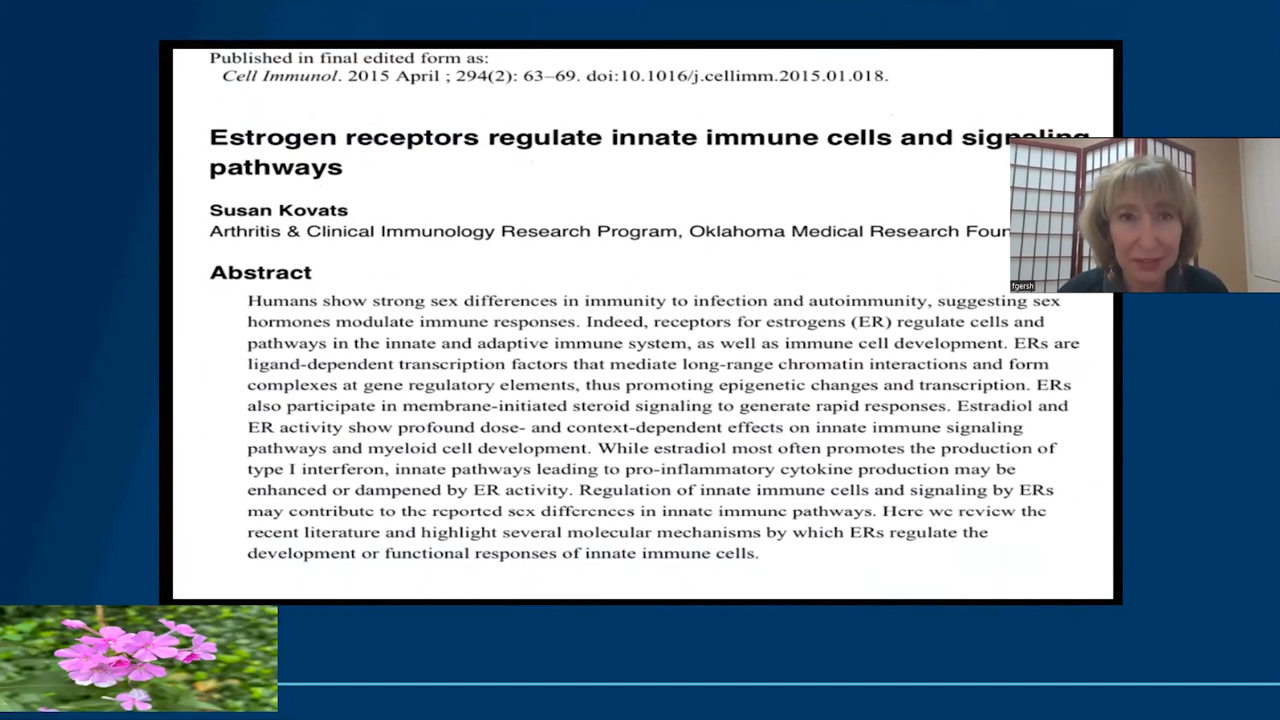 Published in final edited form as:
Cell Immunol. 2015 April ; 294(2): 63–69. doi:10.1016/j.cellimm.2015.01.018.
Estrogen receptors regulate innate immune cells and signaling
pathways
Susan Kovats
Arthritis & Clinical Immunology Research Program, Oklahoma Medical Research Foun
fgersh
Abstract
Humans show strong sex differences in immunity to infection and autoimmunity, suggesting sex
hormones modulate immune responses. Indeed, receptors for estrogens (ER) regulate cells and
pathways in the innate and adaptive immune system, as well as immune cell development. ERs are
ligand-dependent transcription factors that mediate long-range chromatin interactions and form
complexes at gene regulatory elements, thus promoting epigenetic changes and transcription. ERs
also participate in membrane-initiated steroid signaling to generate rapid responses. Estradiol and
ER activity show profound dose- and context-dependent effects on innate immune signaling
pathways and myeloid cell development. While estradiol most often promotes the production of
type I interferon, innate pathways leading to pro-inflammatory cytokine production may be
enhanced or dampened by ER activity. Regulation of innate immune cells and signaling by ERs
may contribute to the reported sex differences in innate immune pathways. Here we review the
recent literature and highlight several molecular mechanisms by which ERs regulate the
development or functional responses of innate immune cells.